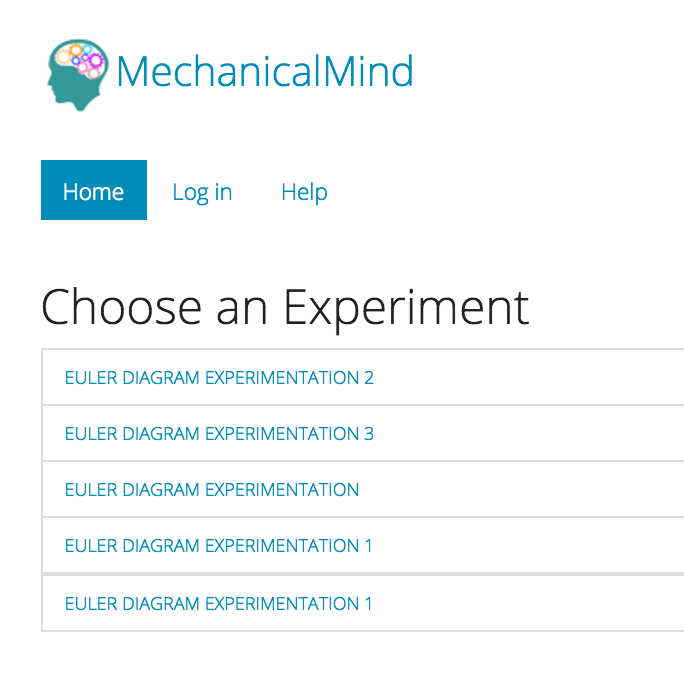 MechanicalMind
Home Log in Help
Choose an Experiment
EULER DIAGRAM EXPERIMENTATION 2
EULER DIAGRAM EXPERIMENTATION 3
EULER DIAGRAM EXPERIMENTATION
EULER DIAGRAM EXPERIMENTATION 1
EULER DIAGRAM EXPERIMENTATION 1